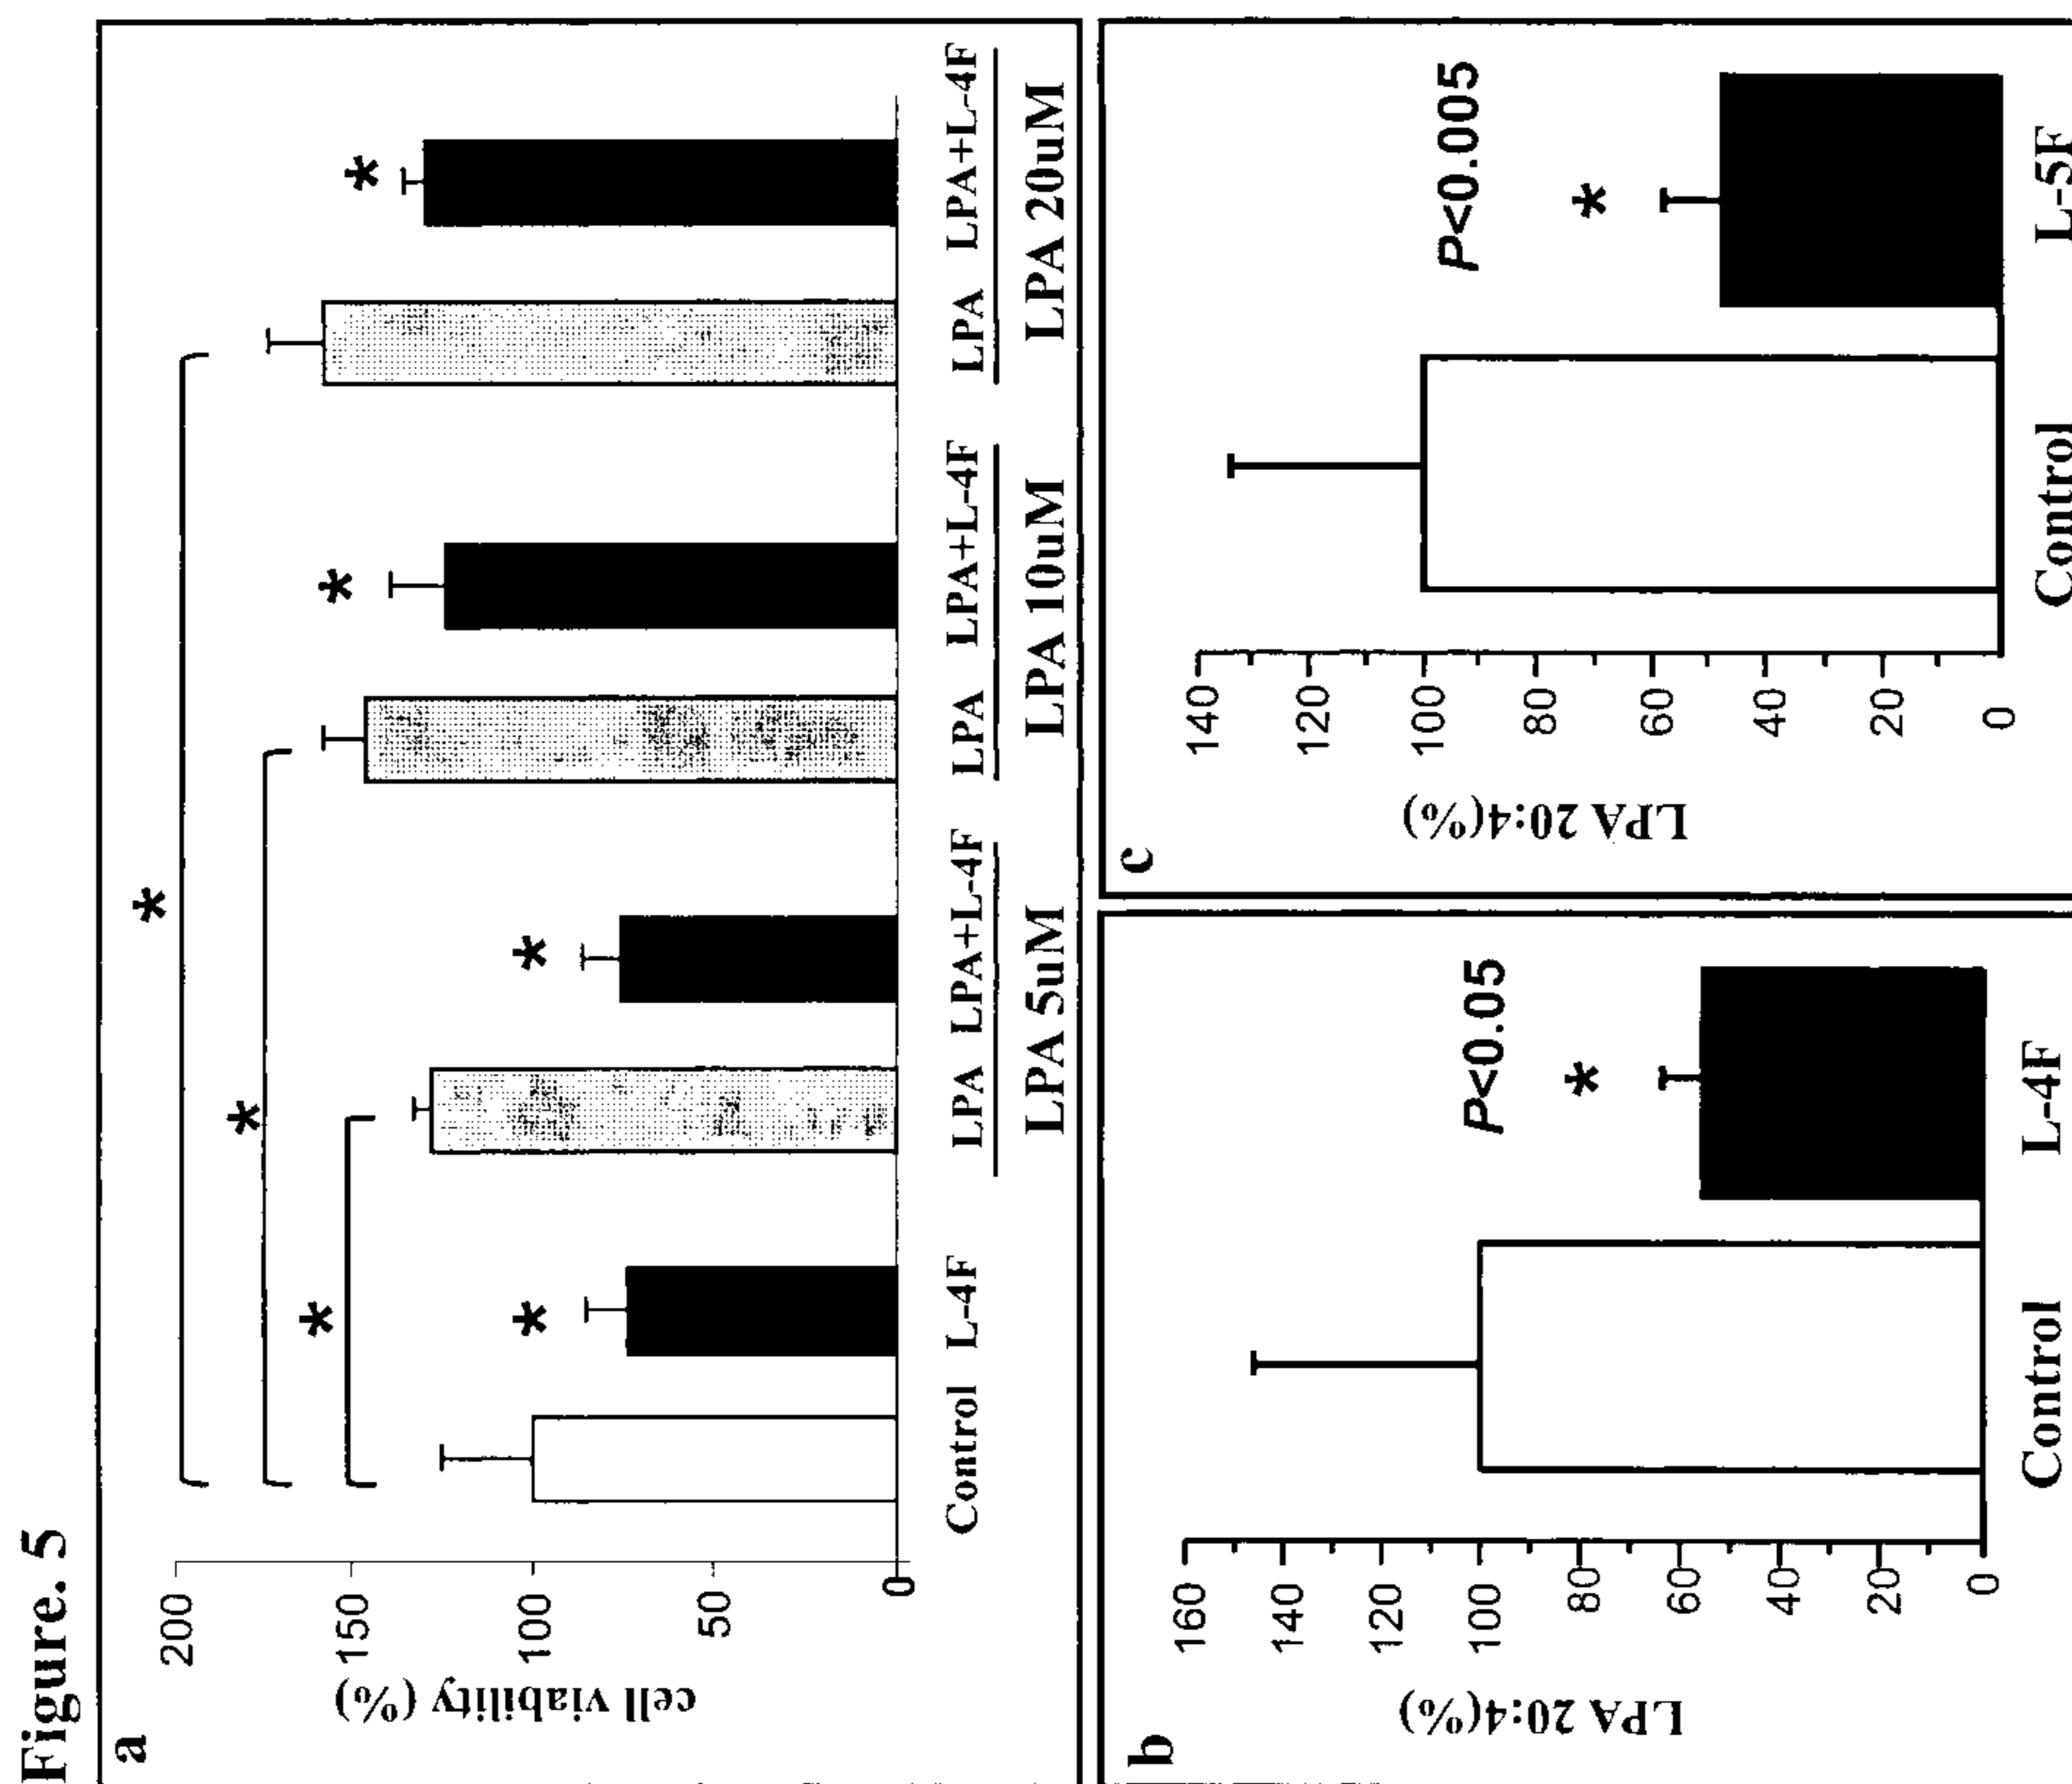 Figure. 5
a
cell viability (%)
200
150
100
50
0
*
*
*
*
*
*
*
Control L-4F LPA LPA+L-4F LPA LPA+L-4F LPA LPA+L-4F
LPA 5uM LPA 10uM LPA 20uM
b
LPA 20:4(%)
160
140
120
100
80
60
40
20
0
P<0.05
*
Control L-4F
c
LPA 20:4(%)
140
120
100
80
60
40
20
0
P<0.005
*
Control L-5F